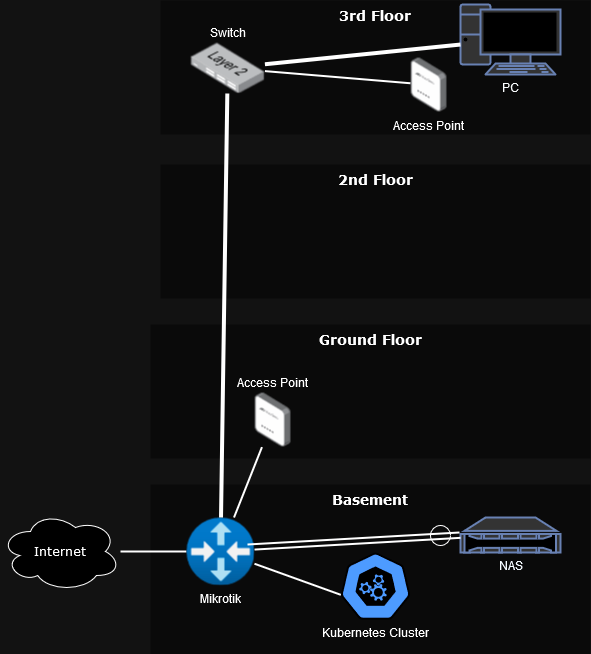 3rd Floor
Switch
Layer 2
PC
Access Point
2nd Floor
Ground Floor
Access Point
Basement
Internet
Mikrotik
NAS
Kubernetes Cluster